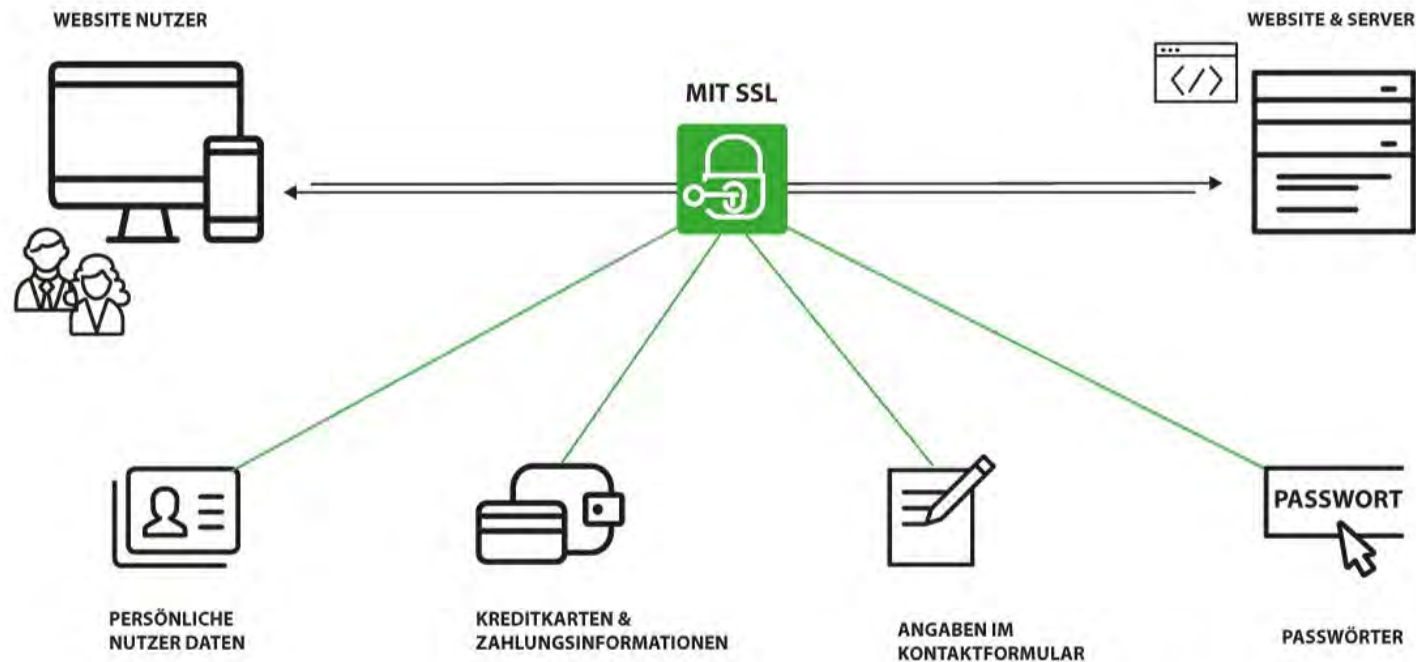 WEBSITE NUTZER
WEBSITE & SERVER
MIT SSL
</>
PASSWORT
PERSÖNLICHE
NUTZER DATEN
KREDITKARTEN &
ZAHLUNGSINFORMATIONEN
ANGABEN IM
KONTAKTFORMULAR
PASSWÖRTER